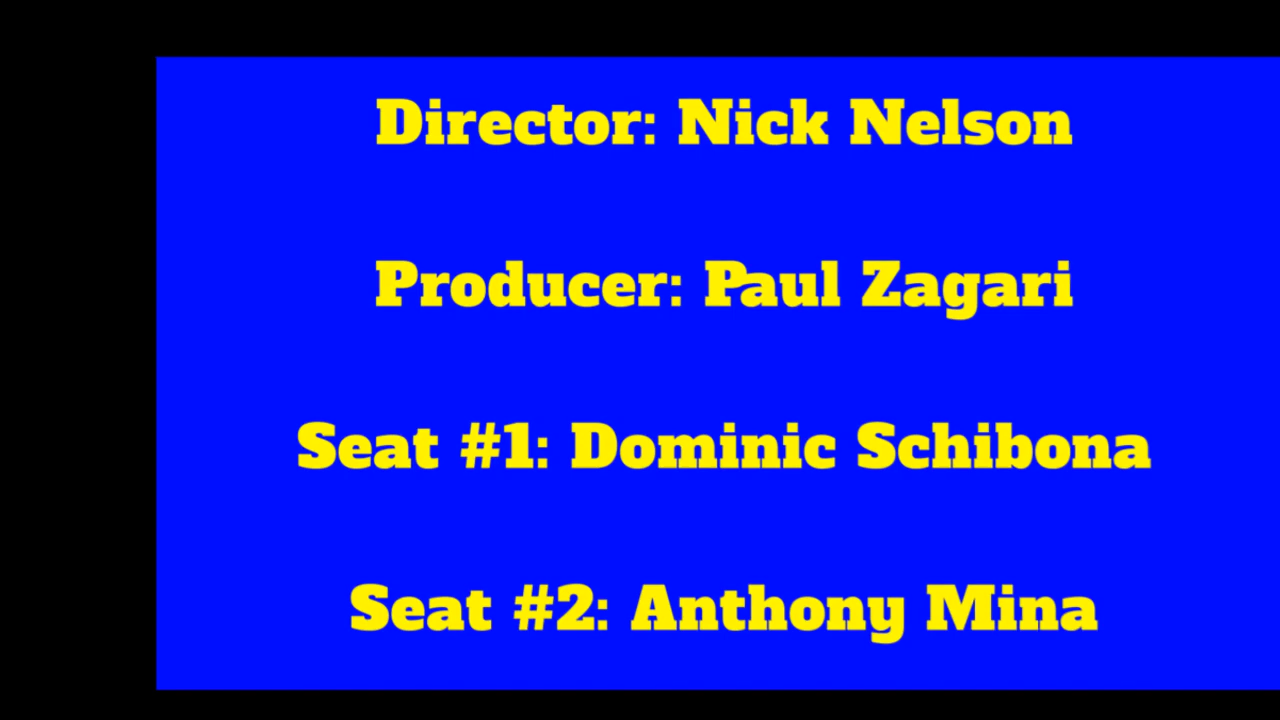 Director: Nick Nelson
Producer: Paul Zagari
Seat #1: Dominic Schibona
Seat #2: Anthony Mina